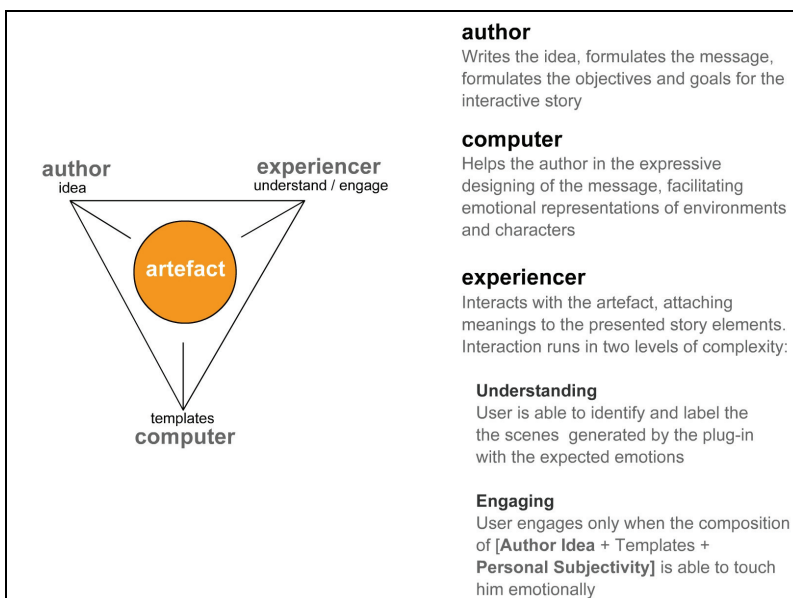 author
idea
experiencer
understand / engage
artefact
templates
computer
author
Writes the idea, formulates the message,
formulates the objectives and goals for the
interactive story
computer
Helps the author in the expressive
designing of the message, facilitating
emotional representations of environments
and characters
experiencer
Interacts with the artefact, attaching
meanings to the presented story elements.
Interaction runs in two levels of complexity:
Understanding
User is able to identify and label the
the scenes generated by the plug-in
with the expected emotions
Engaging
User engages only when the composition
of [Author Idea + Templates +
Personal Subjectivity] is able to touch
him emotionally